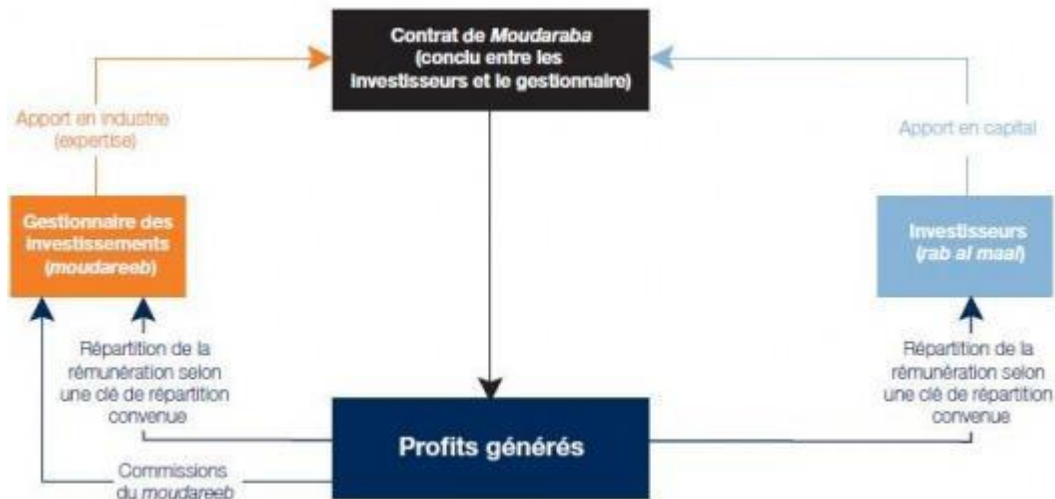 Contrat de Moudaraba
(conclu entre les
investisseurs et le gestionnaire)
Apport en industrie
(expertise)
Apport en capital
Gestionnaire des
investissements
(moudareeb)
Investisseurs
(rab al maal)
Répartition de la
rémunération selon
une clé de répartition
convenue
Répartition de la
rémunération selon
une clé de répartition
convenue
Profits générés
Commissions
du moudareeb